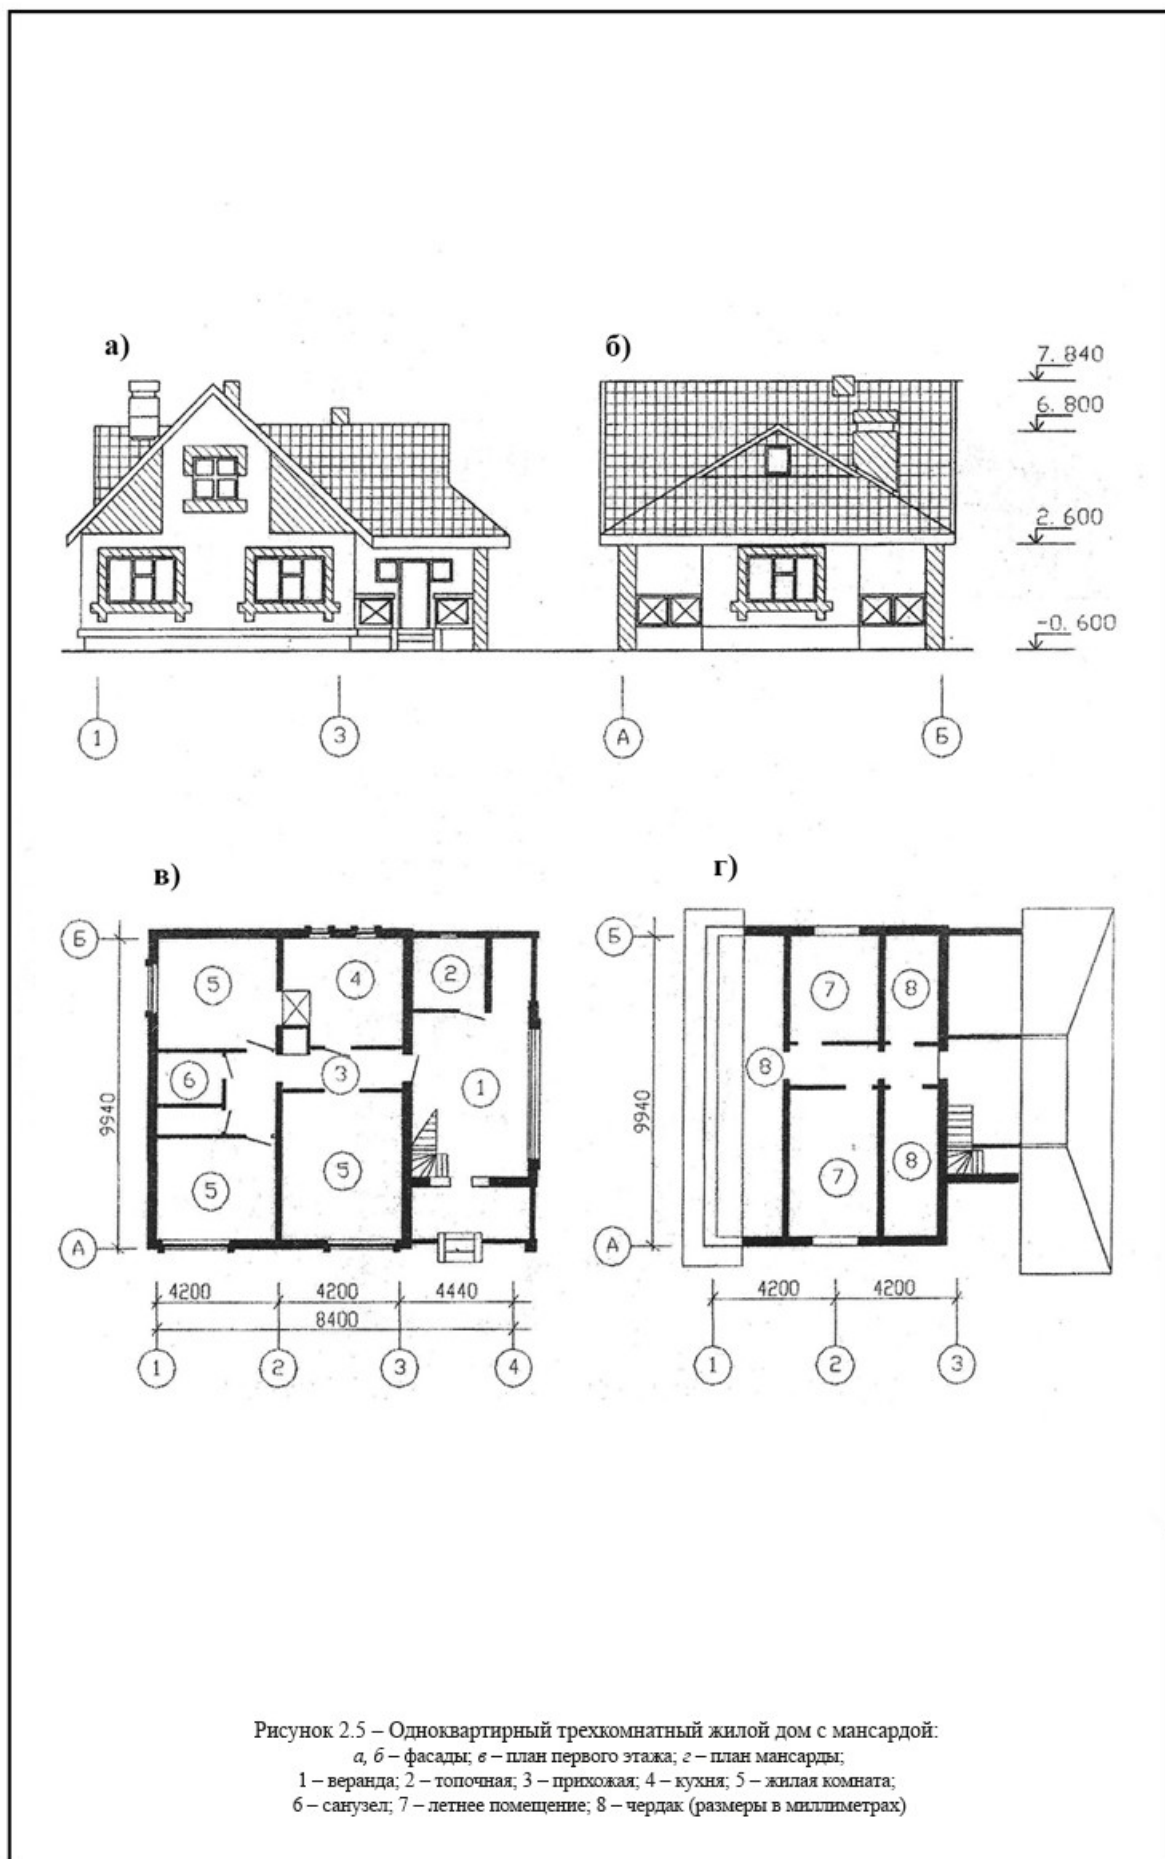 а)
б)
7. 840
6. 800
2. 600
-0. 600
1
3
А
Б
в)
г)
Б
5
4
2
6
3
1
9940
5
5
А
4200
4200
4440
8400
1
2
3
4
Б
7
8
8
9940
7
8
А
4200
4200
1
2
3
Рисунок 2.5 – Одноквартирный трехкомнатный жилой дом с мансардой:
а, б – фасады; в – план первого этажа; г – план мансарды;
1 – веранда; 2 – топочная; 3 – прихожая; 4 – кухня; 5 – жилая комната;
6 – санузел; 7 – летнее помещение; 8 – чердак (размеры в миллиметрах)